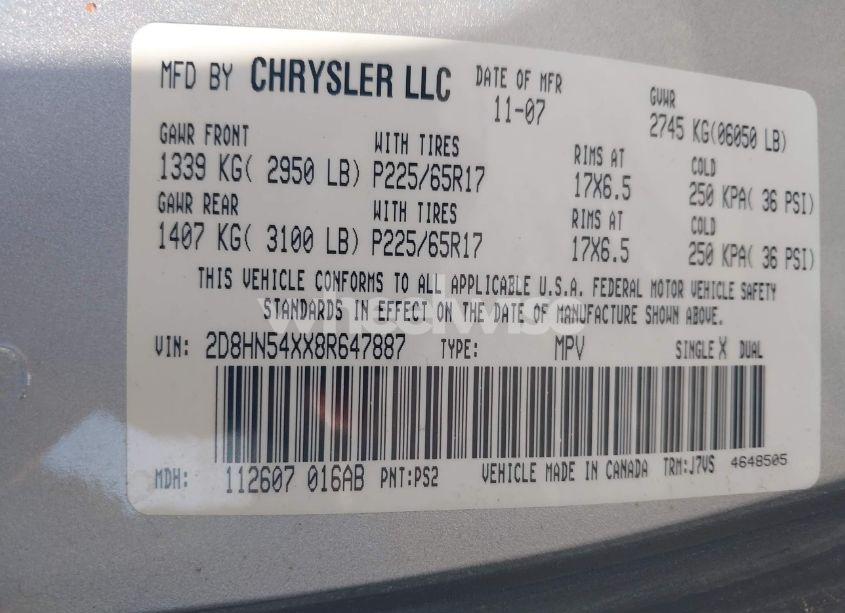 MFD BY CHRYSLER LLC DATE OF MFR 11-07 GVWR 2745 KG(06050 LB)
GAWR FRONT WITH TIRES RIMS AT COLD
1339 KG( 2950 LB) P225/65R17 17X6.5 250 KPA( 36 PSI)
GAWR REAR WITH TIRES RIMS AT COLD
1407 KG( 3100 LB) P225/65R17 17X6.5 250 KPA( 36 PSI)
THIS VEHICLE CONFORMS TO ALL APPLICABLE U.S.A. FEDERAL MOTOR VEHICLE SAFETY
STANDARDS IN EFFECT ON THE DATE OF MANUFACTURE SHOWN ABOVE.
wheelwise
VIN: 2D8HN54XX8R647887 TYPE: MPV SINGLE X DUAL
MDH: 112607 016AB PNT:PS2 VEHICLE MADE IN CANADA TRM:J7VS 4648505